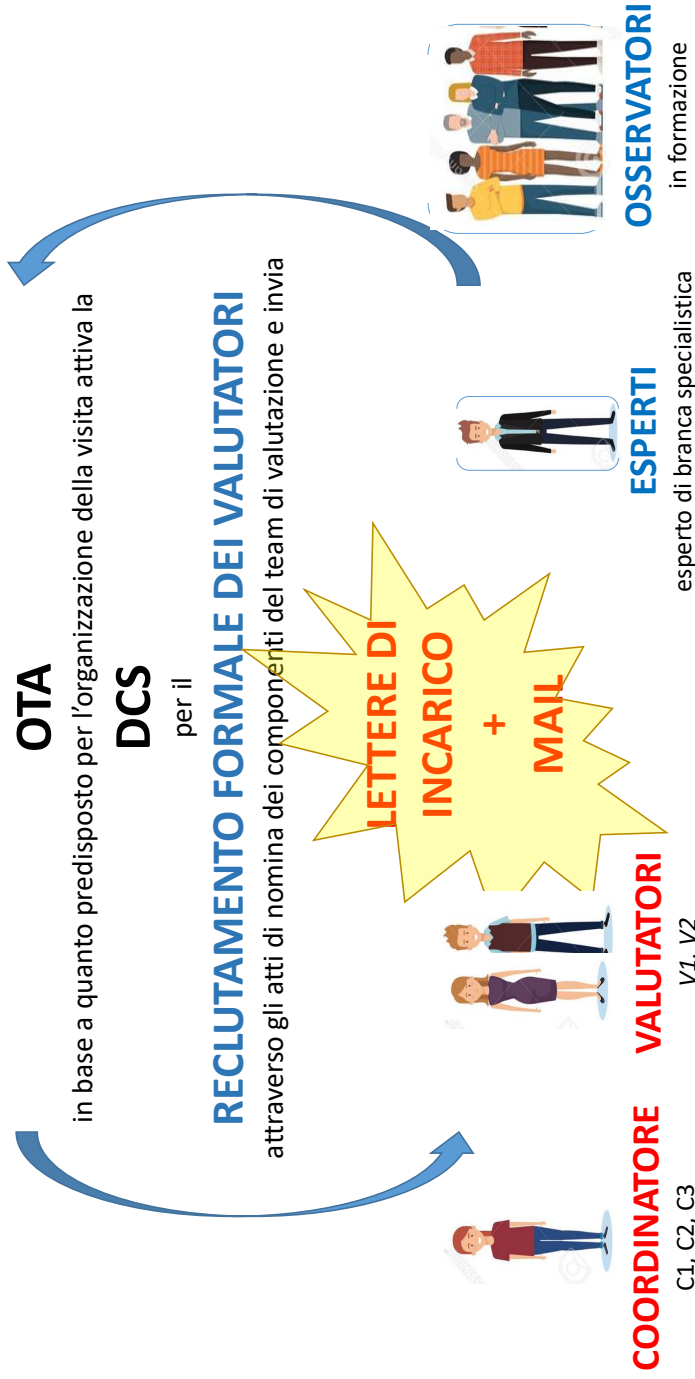 OTA
in base a quanto predisposto per l'organizzazione della visita attiva la
DCS
per il
RECLUTAMENTO FORMALE DEI VALUTATORI
attraverso gli atti di nomina dei componenti del team di valutazione e invia
LETTERE DI
INCARICO
+
MAIL
COORDINATORE
C1, C2, C3
VALUTATORI
V1, V2
ESPERTI
esperto di branca specialistica
OSSERVATORI
in formazione